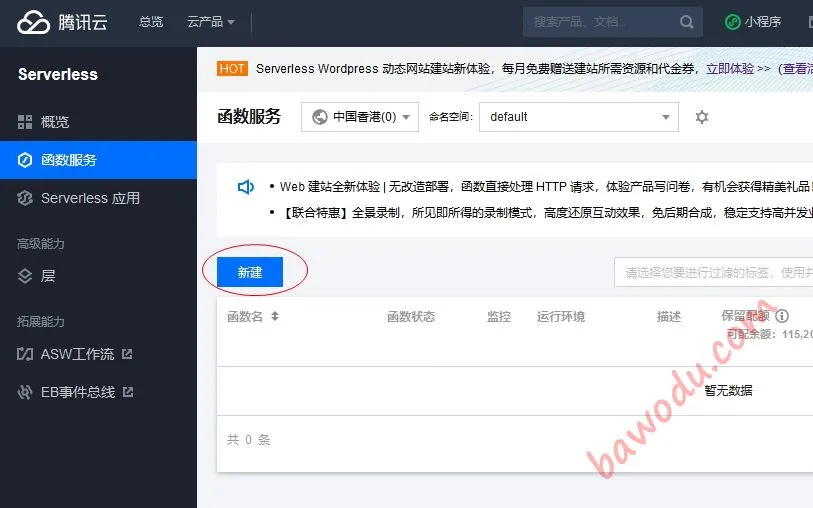 腾讯云 总览 云产品 搜索产品、文档... 小程序
Serverless
概览
函数服务
Serverless 应用
高级能力
层
拓展能力
ASW工作流
EB事件总线
HOT Serverless Wordpress 动态网站建站新体验，每月免费赠送建站所需资源和代金券，立即体验 >> (查看活
函数服务 中国香港(0) 命名空间: default
• Web 建站全新体验 | 无改造部署，函数直接处理 HTTP 请求，体验产品写问卷，有机会获得精美礼品！
• 【联合特惠】全景录制，所见即所得的录制模式，高度还原互动效果，免后期合成，稳定支持高并发业
新建
请选择您要进行过滤的标签，使用共
函数名 函数状态 监控 运行环境 描述 保留配额
可配余额：115,20
暂无数据
共 0 条
bawodu.com